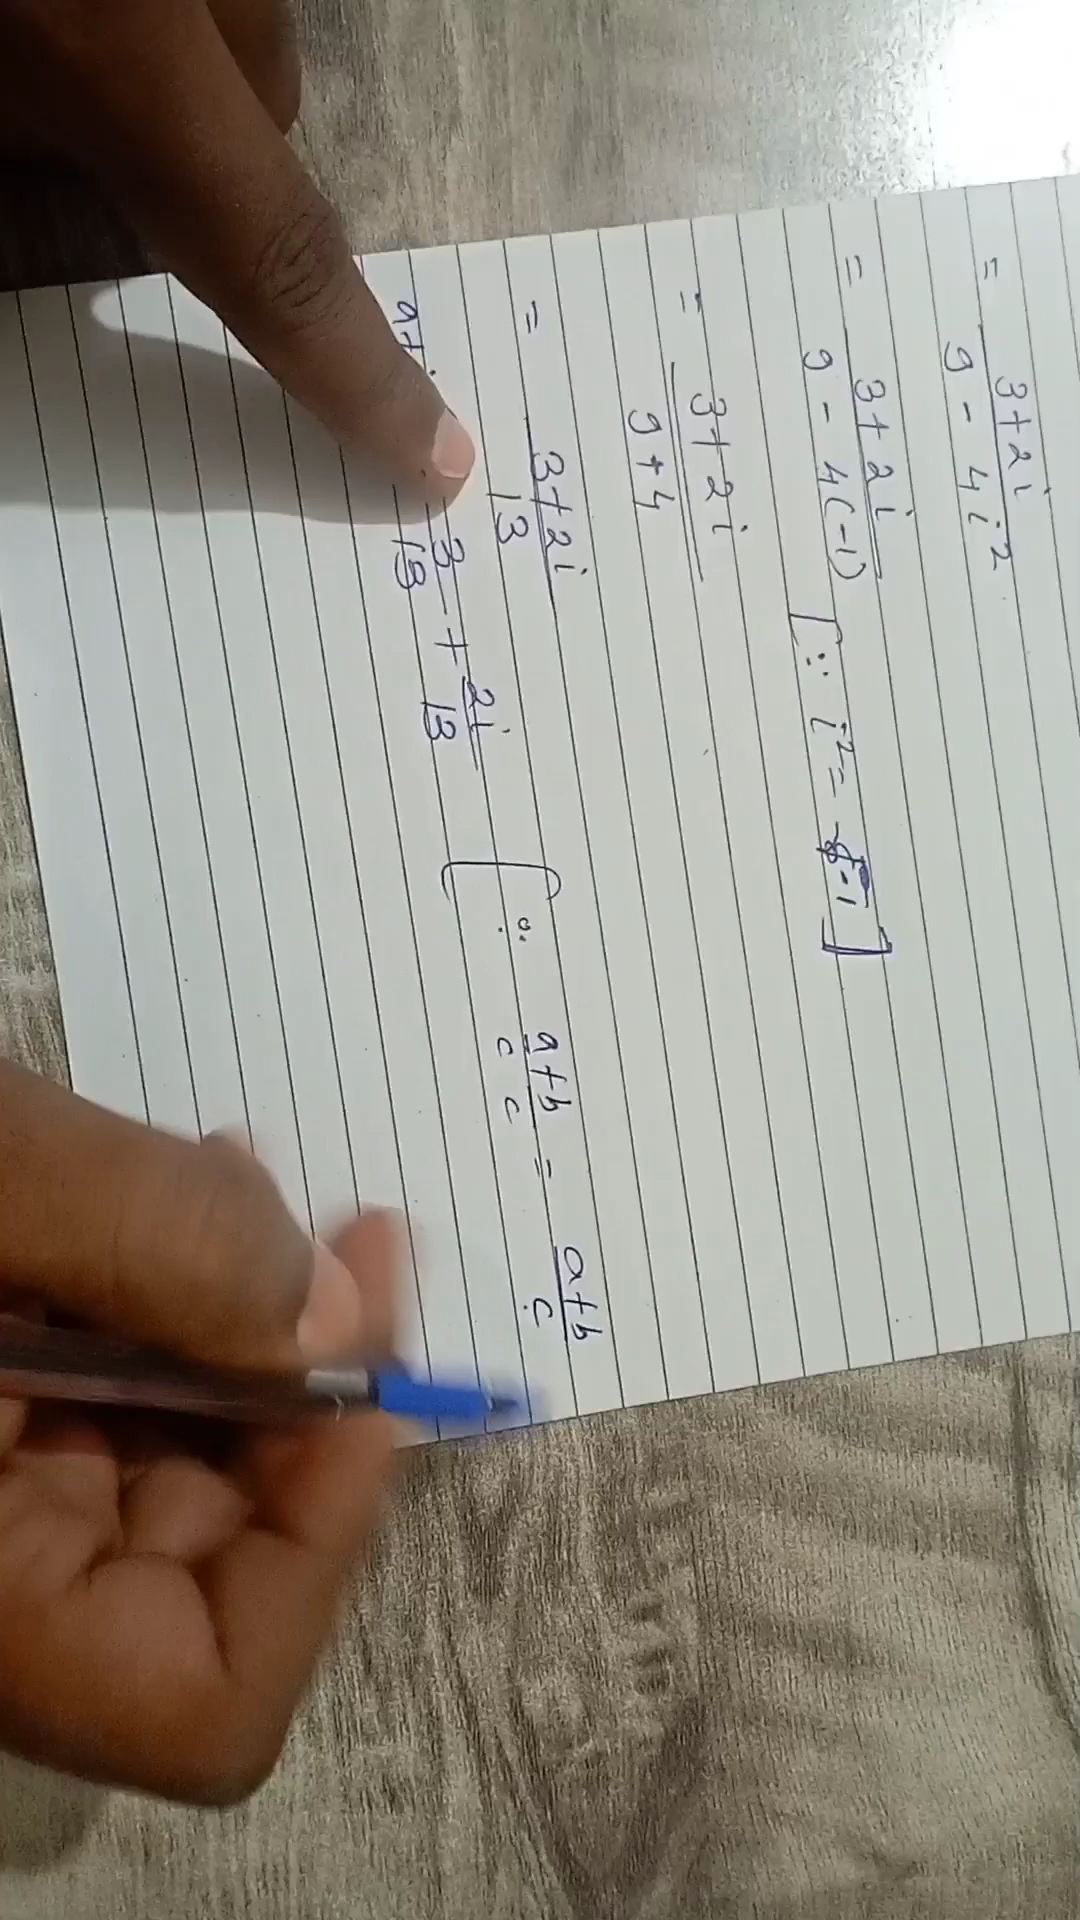 = 3+2i / 9 - 4i²
= 3+2i / 9 - 4(-1) [∵ i² = -1]
= 3+2i / 9+4
= 3+2i / 13
a+ 3/13 + 2i/13 [∵ a/c + b/c = a+b / c